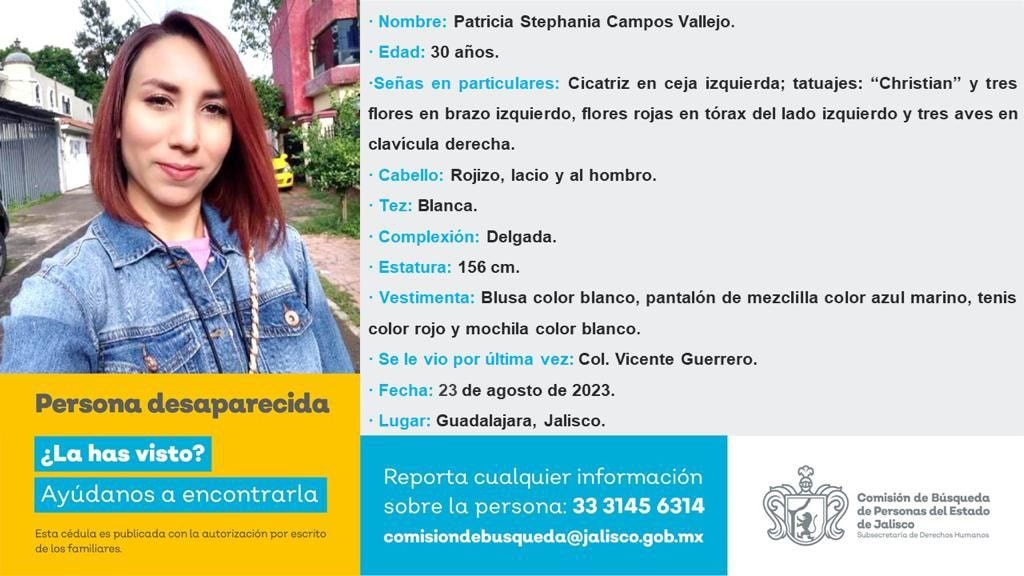 · Nombre: Patricia Stephania Campos Vallejo.
· Edad: 30 años.
·Señas en particulares: Cicatriz en ceja izquierda; tatuajes: “Christian” y tres
flores en brazo izquierdo, flores rojas en tórax del lado izquierdo y tres aves en
clavícula derecha.
· Cabello: Rojizo, lacio y al hombro.
· Tez: Blanca.
· Complexión: Delgada.
· Estatura: 156 cm.
· Vestimenta: Blusa color blanco, pantalón de mezclilla color azul marino, tenis
color rojo y mochila color blanco.
· Se le vio por última vez: Col. Vicente Guerrero.
· Fecha: 23 de agosto de 2023.
· Lugar: Guadalajara, Jalisco.
Persona desaparecida
¿La has visto?
Ayúdanos a encontrarla
Esta cédula es publicada con la autorización por escrito
de los familiares.
Reporta cualquier información
sobre la persona: 33 3145 6314
comisiondebusqueda@jalisco.gob.mx
Comisión de Búsqueda
de Personas del Estado
de Jalisco
Subsecretaría de Derechos Humanos